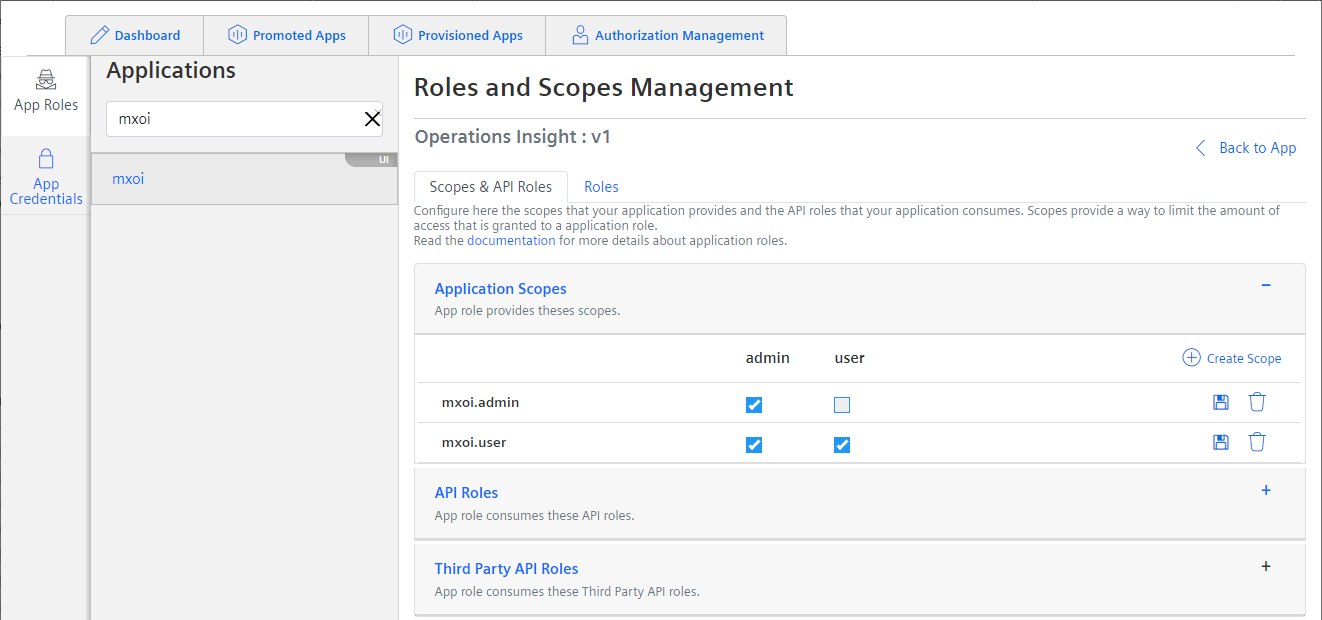 Dashboard
Promoted Apps
Provisioned Apps
Authorization Management
App Roles
App
Credentials
Applications
mxoi
UI
mxoi
Roles and Scopes Management
Operations Insight : v1
Back to App
Scopes & API Roles
Roles
Configure here the scopes that your application provides and the API roles that your application consumes. Scopes provide a way to limit the amount of
access that is granted to a application role.
Read the documentation for more details about application roles.
Application Scopes
App role provides theses scopes.
admin
user
Create Scope
mxoi.admin
mxoi.user
API Roles
App role consumes these API roles.
Third Party API Roles
App role consumes these Third Party API roles.